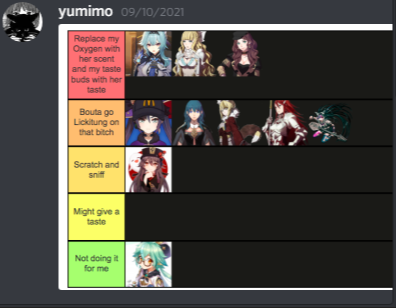 yumimo 09/10/2021
Replace my
Oxygen with
her scent
and my taste
buds with her
taste
Bouta go
Lickitung on
that bitch
Scratch and
sniff
Might give a
taste
Not doing it
for me